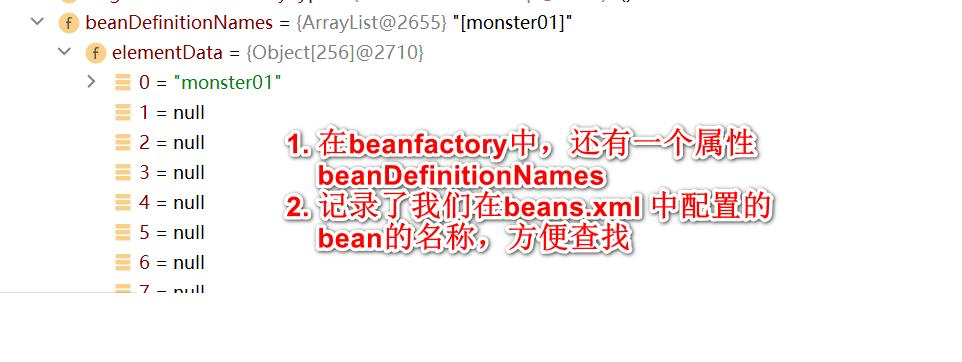 beanDefinitionNames = {ArrayList@2655} "[monster01]"
elementData = {Object[256]@2710}
0 = "monster01"
1 = null
2 = null
3 = null
4 = null
5 = null
6 = null
7 = null
1. 在beanfactory中，还有一个属性
beanDefinitionNames
2. 记录了我们在beans.xml 中配置的
bean的名称，方便查找